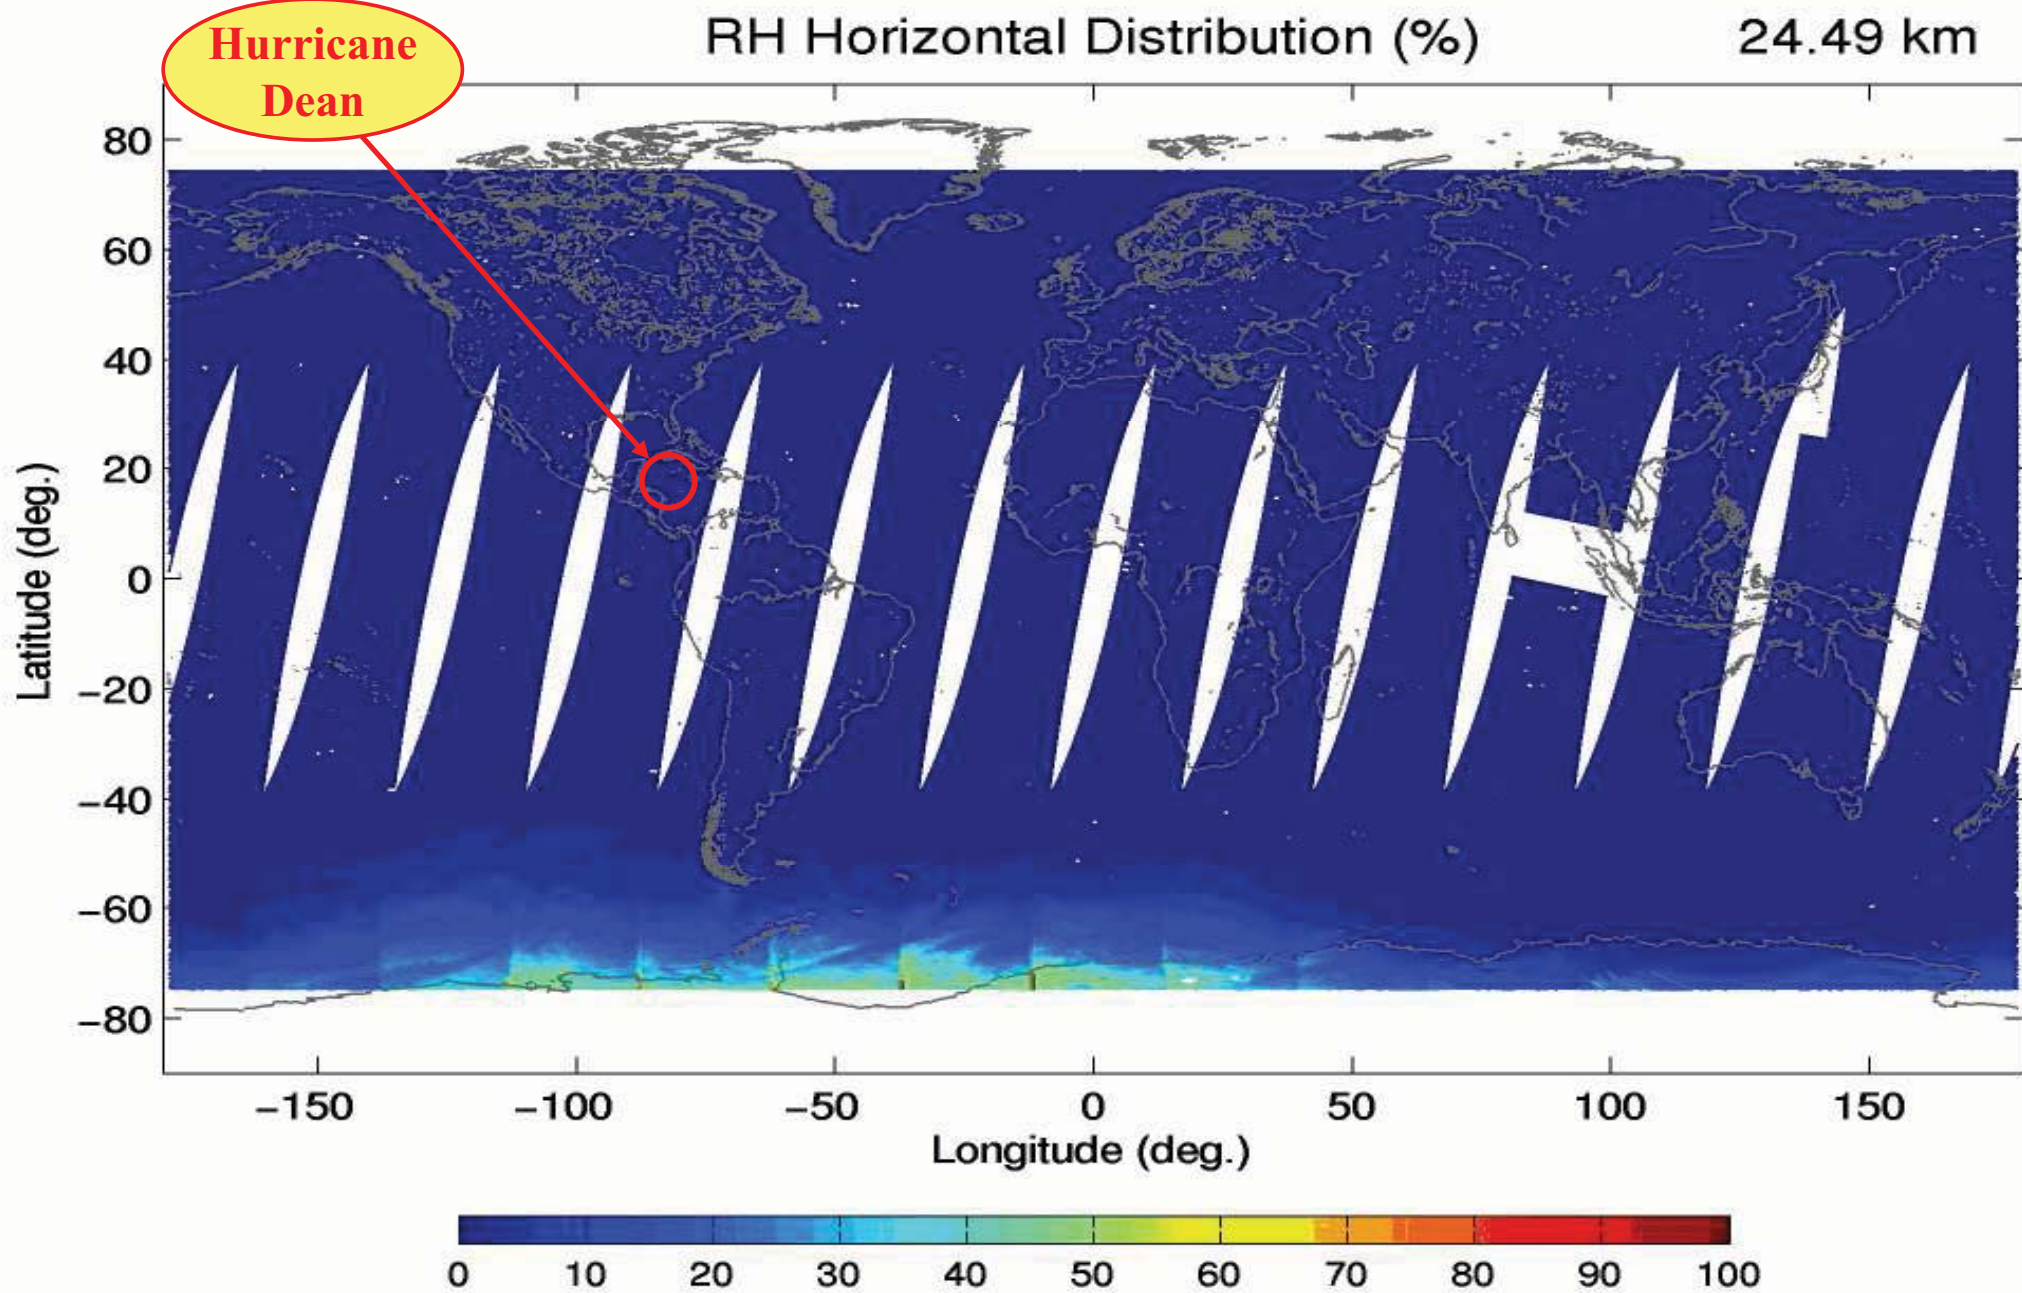 Hurricane
Dean
RH Horizontal Distribution (%)
24.49 km
80
60
40
20
0
−20
−40
−60
−80
Latitude (deg.)
−150 −100 −50 0 50 100 150
Longitude (deg.)
0 10 20 30 40 50 60 70 80 90 100